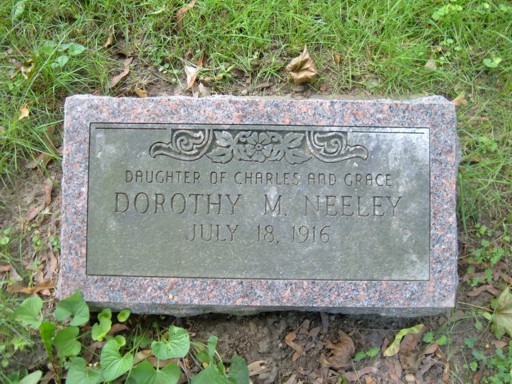 DAUGHTER OF CHARLES AND GRACE
DOROTHY M. NEELEY
JULY 18, 1916